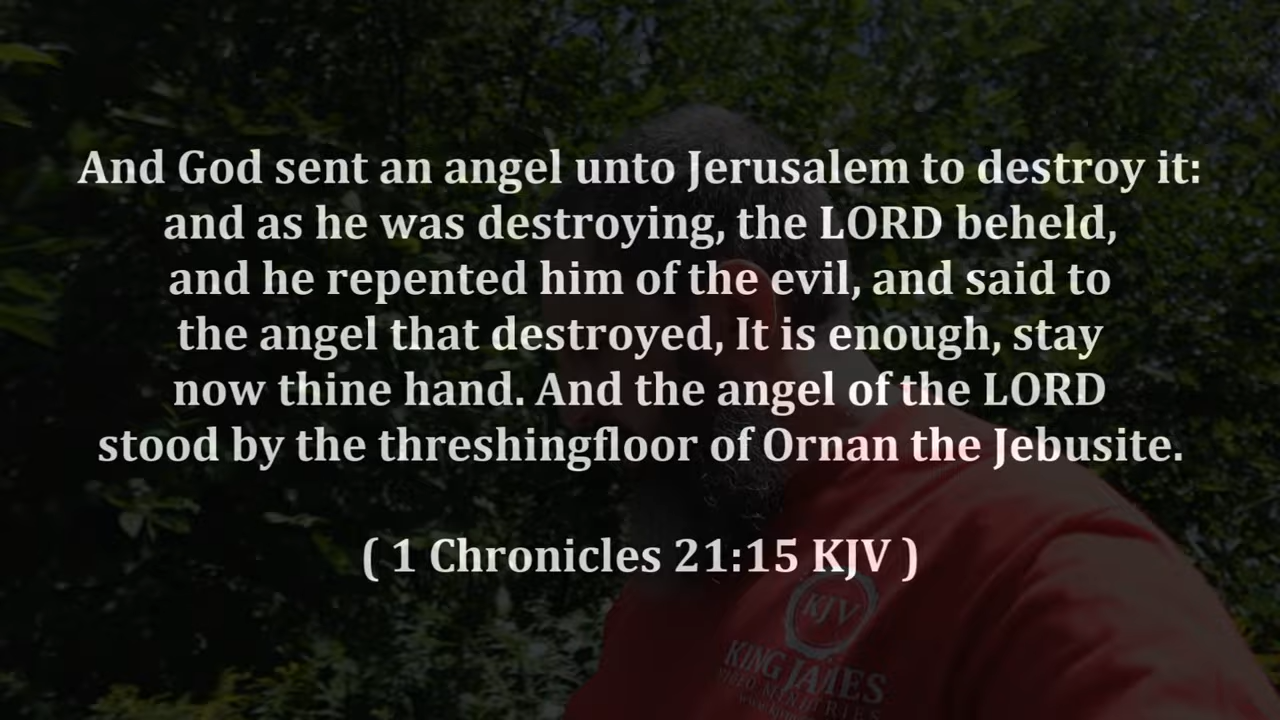 And God sent an angel unto Jerusalem to destroy it:
and as he was destroying, the LORD beheld,
and he repented him of the evil, and said to
the angel that destroyed, It is enough, stay
now thine hand. And the angel of the LORD
stood by the threshingfloor of Ornan the Jebusite.
( 1 Chronicles 21:15 KJV )
KJV
KING JAMES
VIDEO MINISTRIES